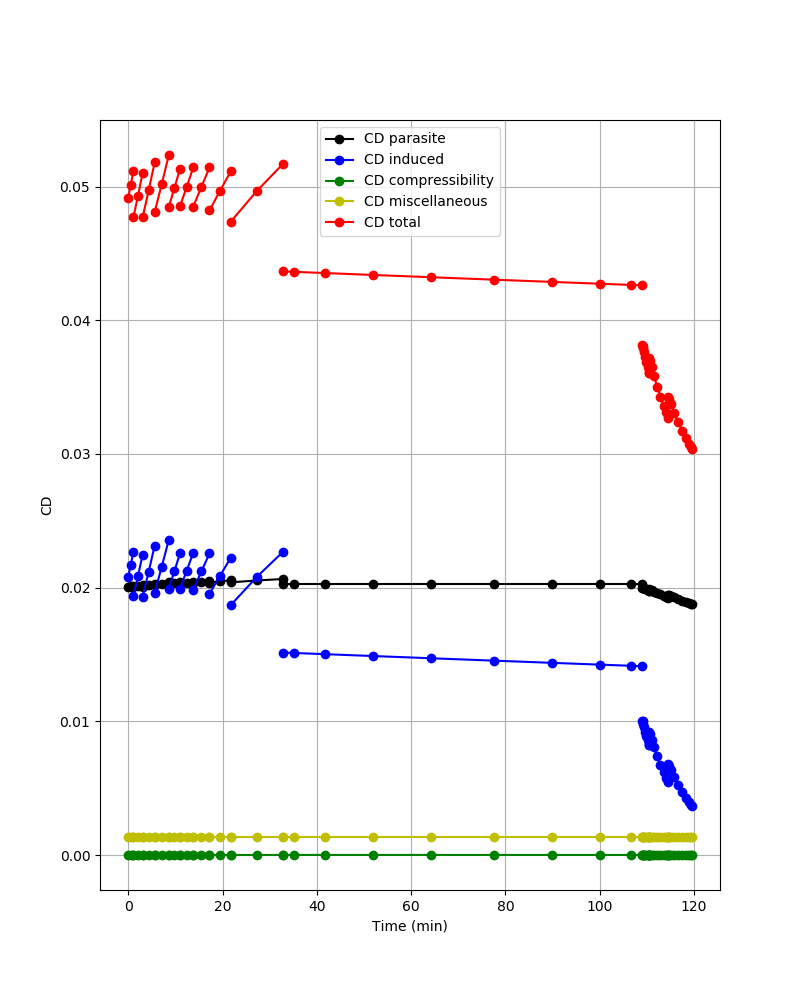 CD parasite
CD induced
CD compressibility
CD miscellaneous
CD total
0.05
0.04
0.03
0.02
0.01
0.00
CD
0 20 40 60 80 100 120
Time (min)